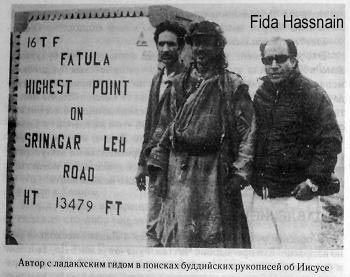 Fida Hassnain
16 T F
FATULA
HIGHEST POINT
ON
SRINAGAR LEH
ROAD
HT 13479 FT
Автор с ладакхским гидом в поисках буддийских рукописей об Иисусе